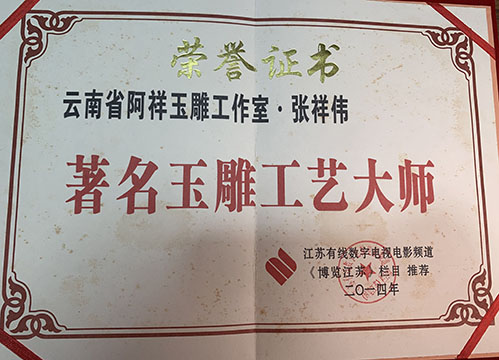 荣誉证书
云南省阿祥玉雕工作室·张祥伟
著名玉雕工艺大师
江苏有线数字电视电影频道
《博览江苏》栏目 推荐
二〇一四年